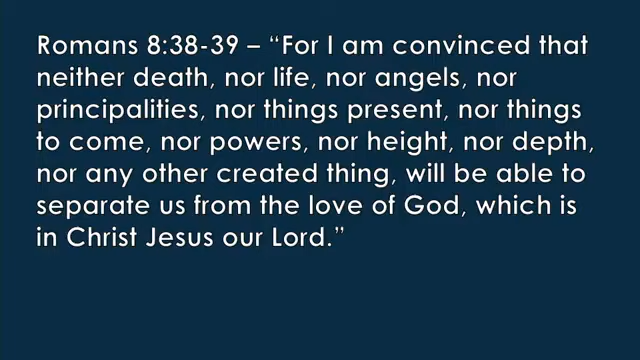 Romans 8:38-39 – “For I am convinced that
neither death, nor life, nor angels, nor
principalities, nor things present, nor things
to come, nor powers, nor height, nor depth,
nor any other created thing, will be able to
separate us from the love of God, which is
in Christ Jesus our Lord.”